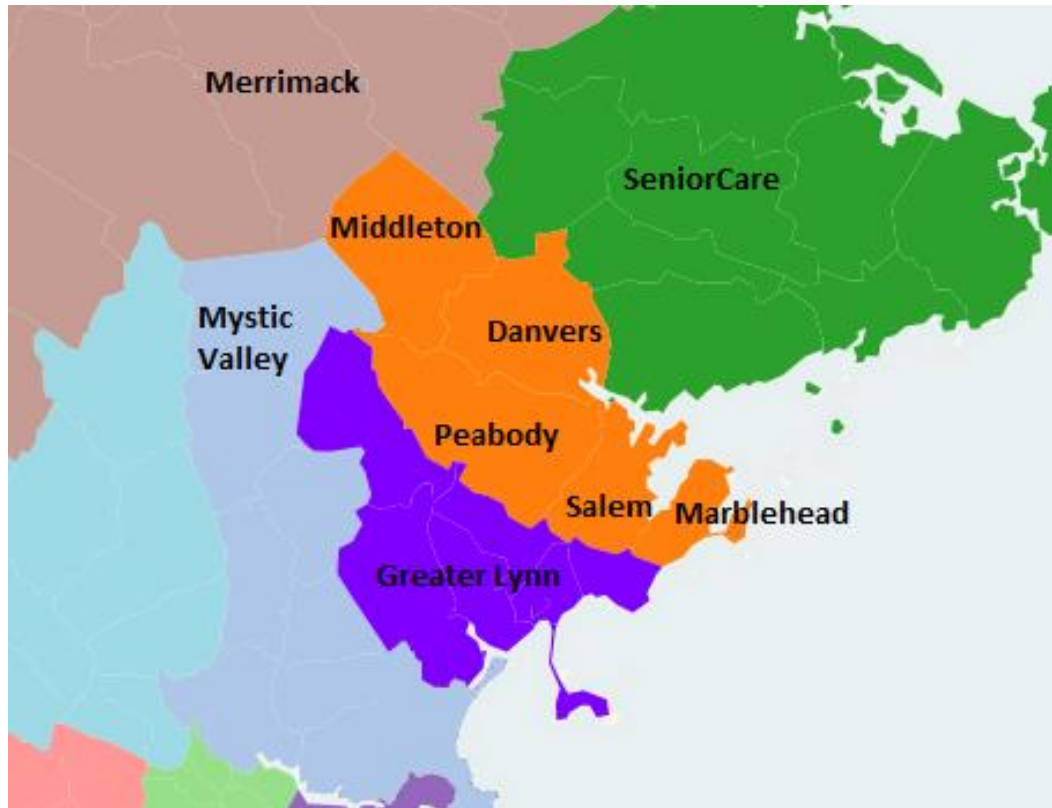 Merrimack
SeniorCare
Middleton
Mystic
Valley
Danvers
Peabody
Salem
Marblehead
Greater Lynn